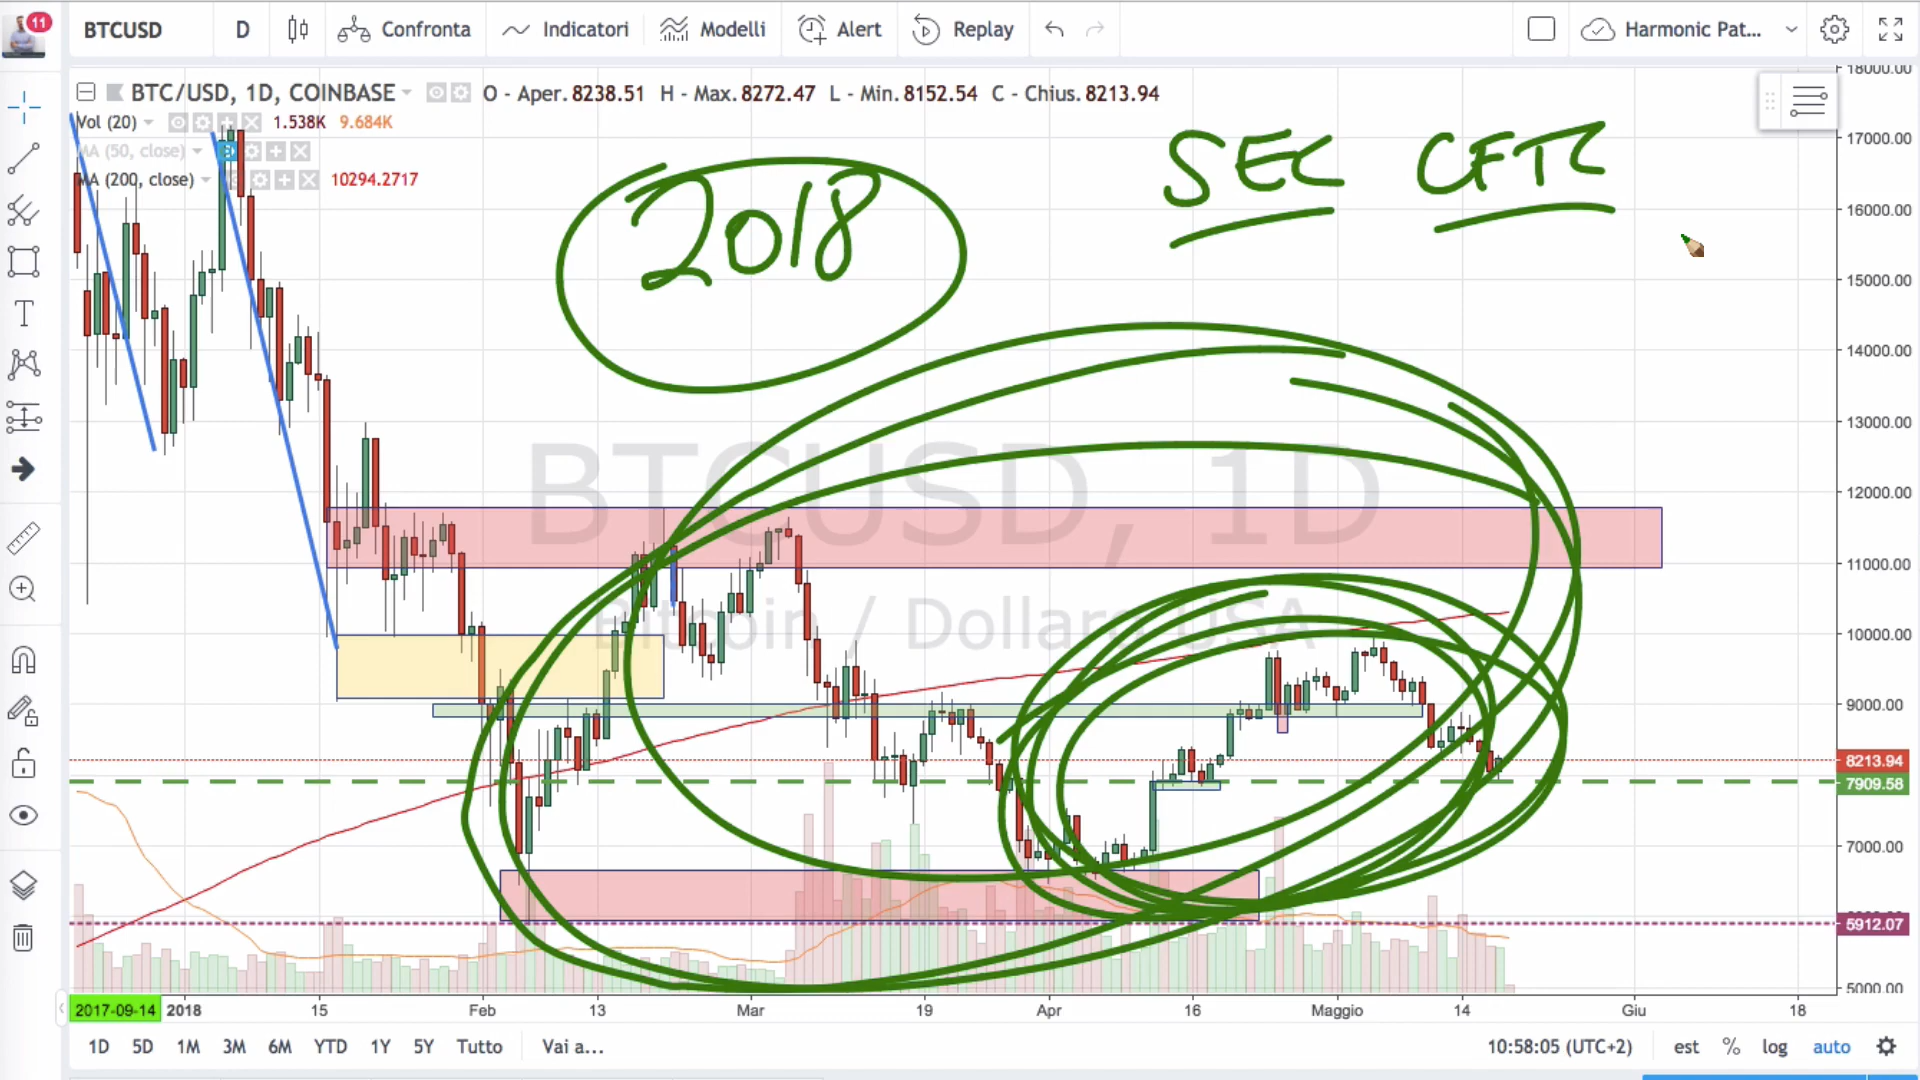 11
BTCUSD D Confronta Indicatori Modelli Alert Replay Harmonic Pat...
BTC/USD, 1D, COINBASE O - Aper. 8238.51 H - Max. 8272.47 L - Min. 8152.54 C - Chius. 8213.94
Vol (20) 1.538K 9.684K
MA (50, close)
MA (200, close) 10294.2717
2018
SEC CFTC
BTCUSD, 1D
Bitcoin / Dollaro USA
18000.00
17000.00
16000.00
15000.00
14000.00
13000.00
12000.00
11000.00
10000.00
9000.00
8213.94
7909.58
7000.00
5912.07
5000.00
2017-09-14 2018 15 Feb 13 Mar 19 Apr 16 Maggio 14 Giu 18
1D 5D 1M 3M 6M YTD 1Y 5Y Tutto Vai a... 10:58:05 (UTC+2) est % log auto